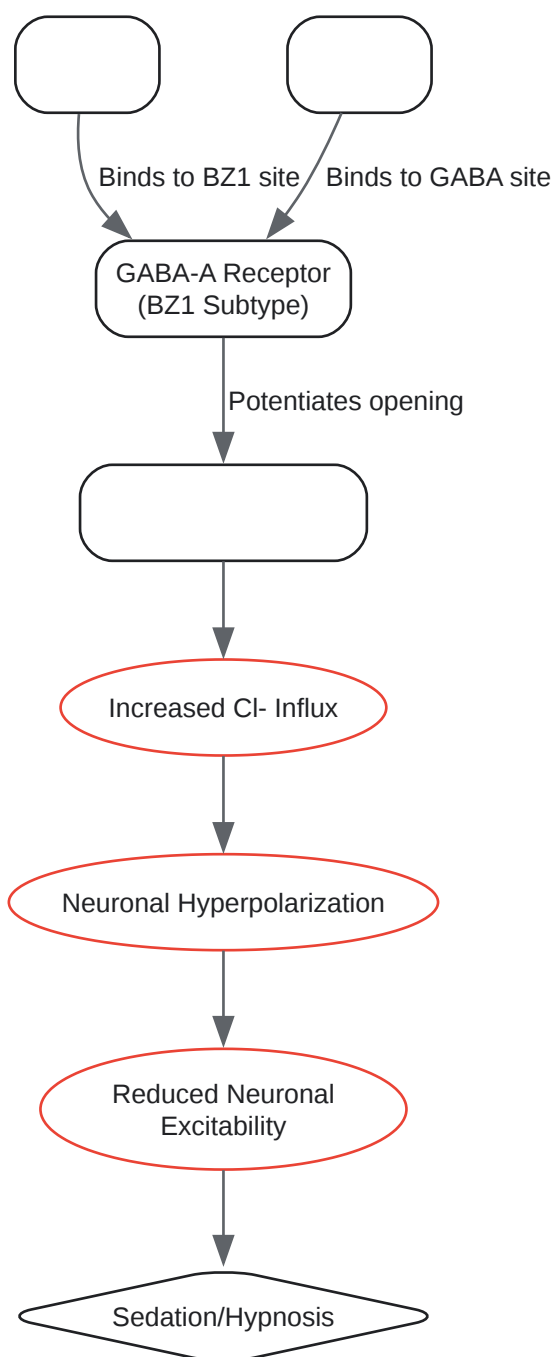 Binds to BZ1 site
Binds to GABA site
GABA-A Receptor
(BZ1 Subtype)
Potentiates opening
Increased Cl- Influx
Neuronal Hyperpolarization
Reduced Neuronal
Excitability
Sedation/Hypnosis